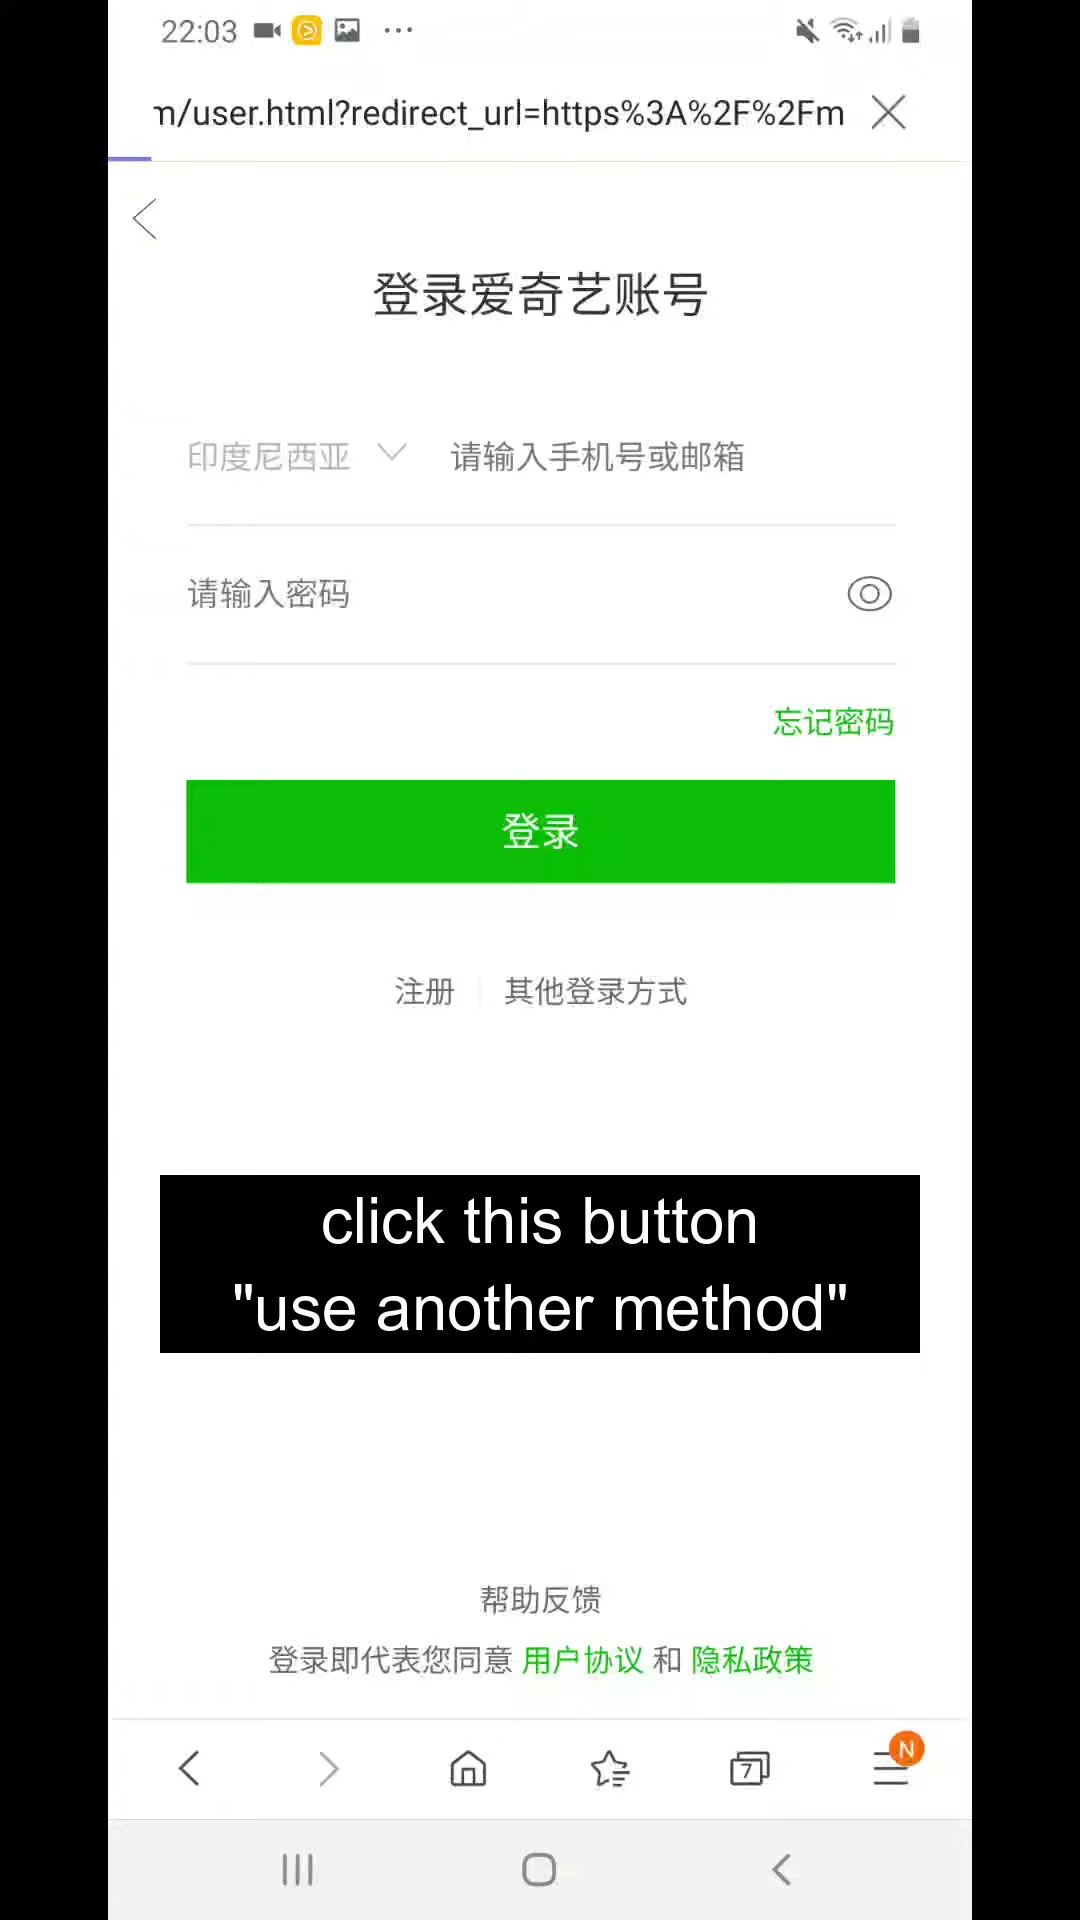 22:03
m/user.html?redirect_url=https%3A%2F%2Fm
登录爱奇艺账号
印度尼西亚 请输入手机号或邮箱
请输入密码
忘记密码
登录
注册 其他登录方式
click this button
"use another method"
帮助反馈
登录即代表您同意 用户协议 和 隐私政策
7
N